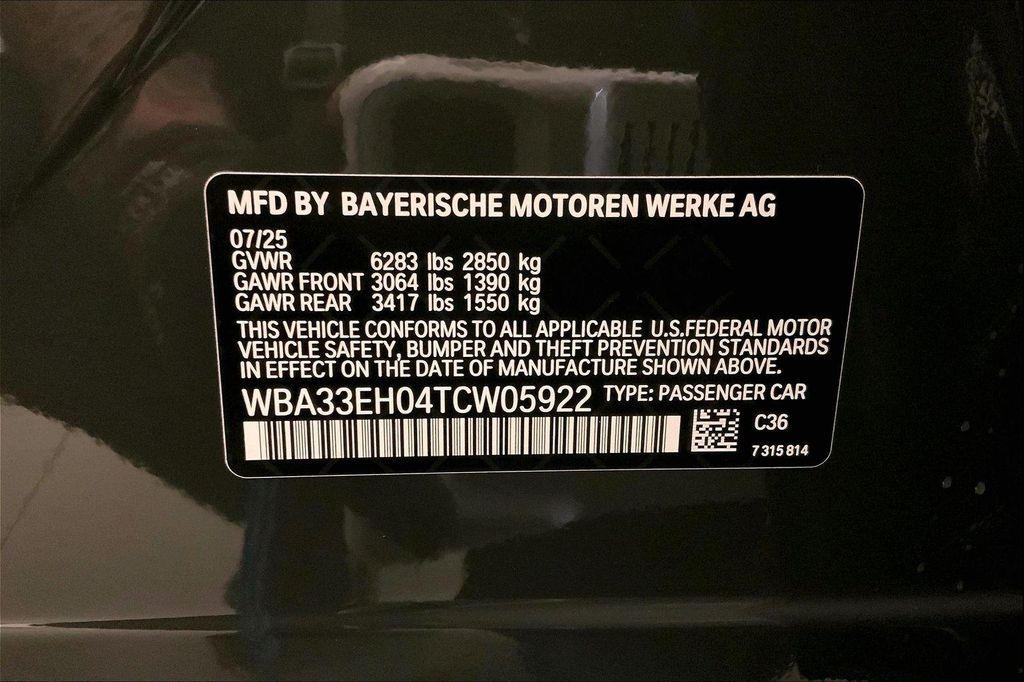 MFD BY BAYERISCHE MOTOREN WERKE AG
07/25
GVWR 6283 lbs 2850 kg
GAWR FRONT 3064 lbs 1390 kg
GAWR REAR 3417 lbs 1550 kg
THIS VEHICLE CONFORMS TO ALL APPLICABLE U.S.FEDERAL MOTOR
VEHICLE SAFETY, BUMPER AND THEFT PREVENTION STANDARDS
IN EFFECT ON THE DATE OF MANUFACTURE SHOWN ABOVE.
WBA33EH04TCW05922 TYPE: PASSENGER CAR
C36
7 315 814